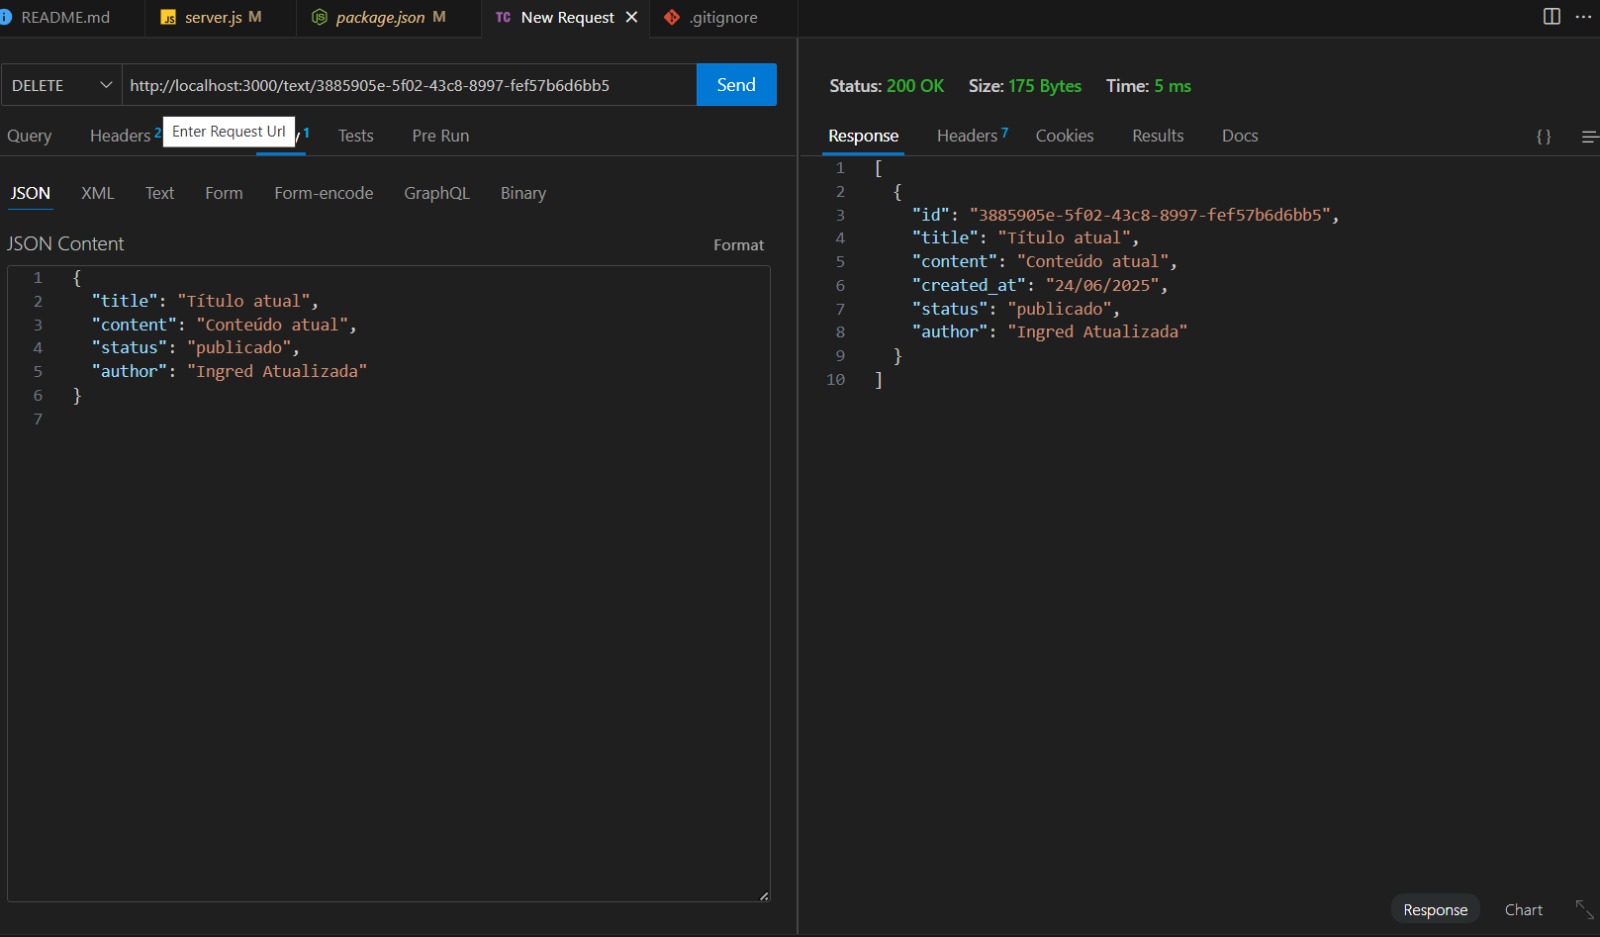 README.md server.js M package.json M TC New Request .gitignore
DELETE http://localhost:3000/text/3885905e-5f02-43c8-8997-fef57b6d6bb5 Send
Query Headers 2 Enter Request Url 1 Tests Pre Run
JSON XML Text Form Form-encode GraphQL Binary
JSON Content Format
1 {
2 "title": "Título atual",
3 "content": "Conteúdo atual",
4 "status": "publicado",
5 "author": "Ingred Atualizada"
6 }
7
Status: 200 OK Size: 175 Bytes Time: 5 ms
Response Headers 7 Cookies Results Docs { }
1 [
2 {
3 "id": "3885905e-5f02-43c8-8997-fef57b6d6bb5",
4 "title": "Título atual",
5 "content": "Conteúdo atual",
6 "created_at": "24/06/2025",
7 "status": "publicado",
8 "author": "Ingred Atualizada"
9 }
10 ]
Response Chart